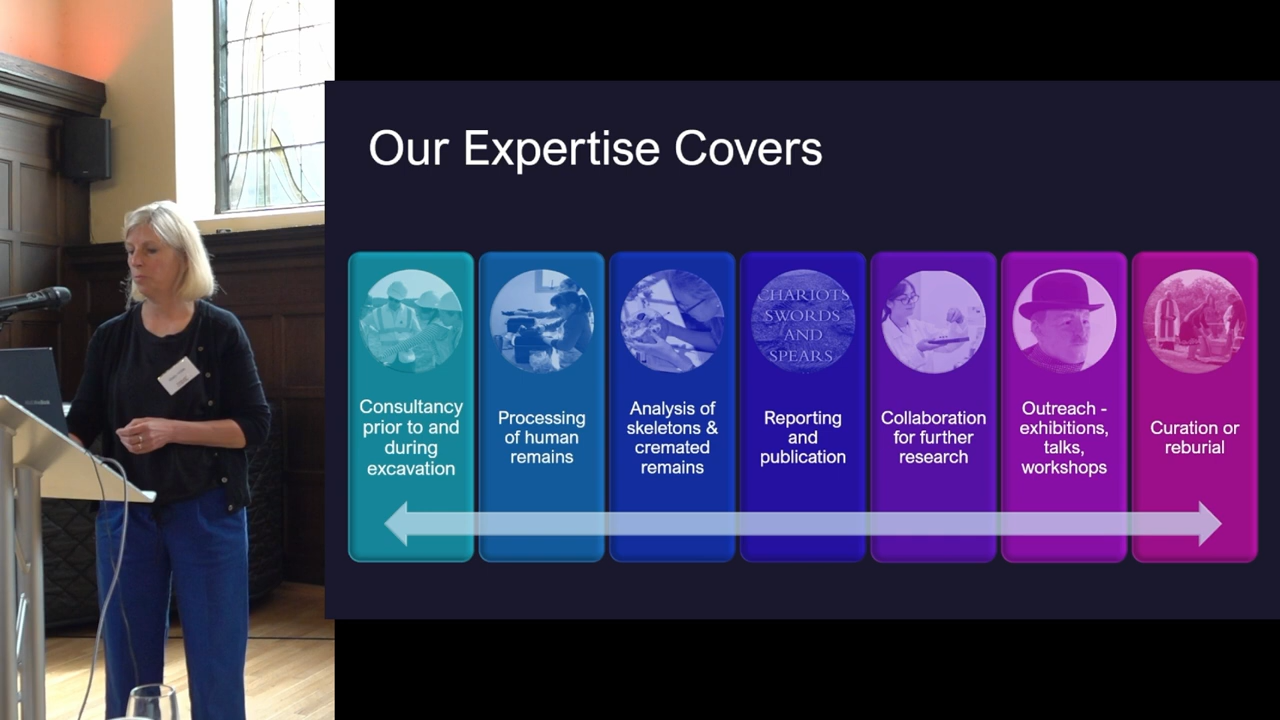 Our Expertise Covers
Consultancy
prior to and
during
excavation
Processing
of human
remains
Analysis of
skeletons &
cremated
remains
CHARIOTS
SWORDS
AND
SPEARS
Reporting
and
publication
Collaboration
for further
research
Outreach -
exhibitions,
talks,
workshops
Curation or
reburial